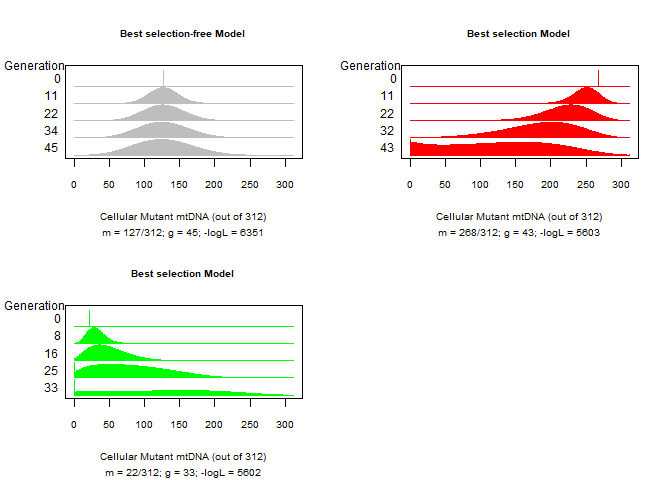 Best selection-free Model
Generation
0
11
22
34
45
0 50 100 150 200 250 300
Cellular Mutant mtDNA (out of 312)
m = 127/312; g = 45; -logL = 6351
Best selection Model
Generation
0
11
22
32
43
0 50 100 150 200 250 300
Cellular Mutant mtDNA (out of 312)
m = 268/312; g = 43; -logL = 5603
Best selection Model
Generation
0
8
16
25
33
0 50 100 150 200 250 300
Cellular Mutant mtDNA (out of 312)
m = 22/312; g = 33; -logL = 5602